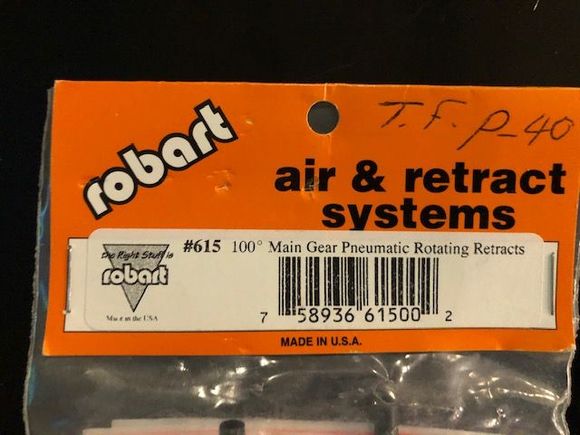 T.F. P-40
robart
air & retract
systems
the Right Stuff is
robart
Made in the USA
#615 100° Main Gear Pneumatic Rotating Retracts
7 58936 61500 2
MADE IN U.S.A.